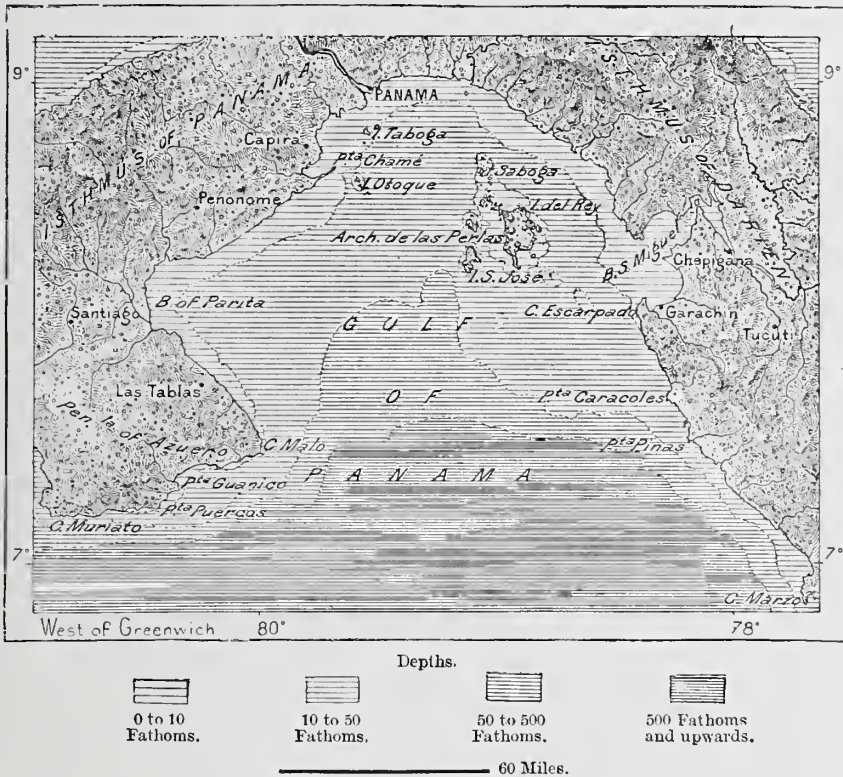 9° 9°
ISTHMUS OF PANAMA
ISTHMUS OF DARIEN
PANAMA
I. Taboga
Capira
Pta Chamé
I. Saboga
I. Otoque
Penonome
I. del Rey
Arch. de las Perlas
B. S. Miguel
Chepigana
I. S. José
B. of Parita
Santiago
C. Escarpado
Garachin
Tucuti
GULF
Las Tablas
OF
Pta Caracoles
Pen. la of Azuero
C. Malo
Pta Piñas
PANAMA
Pta Guanico
Pta Puercos
C. Muriato
7° 7°
C. Marzo
West of Greenwich 80° 78°
Depths.
0 to 10 Fathoms.
10 to 50 Fathoms.
50 to 500 Fathoms.
500 Fathoms and upwards.
60 Miles.